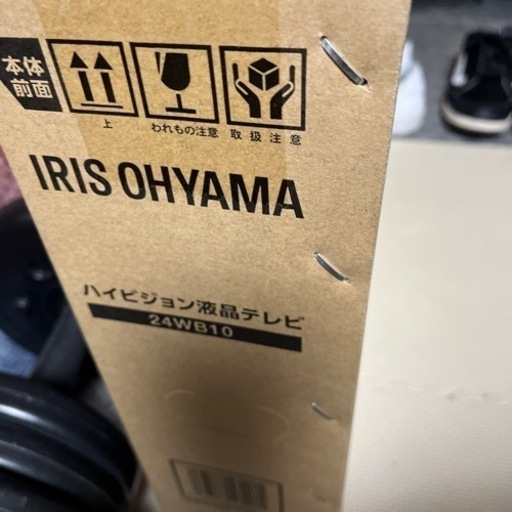 本体
前面
上
われもの注意
取扱注意
IRIS OHYAMA
ハイビジョン液晶テレビ
24WB10